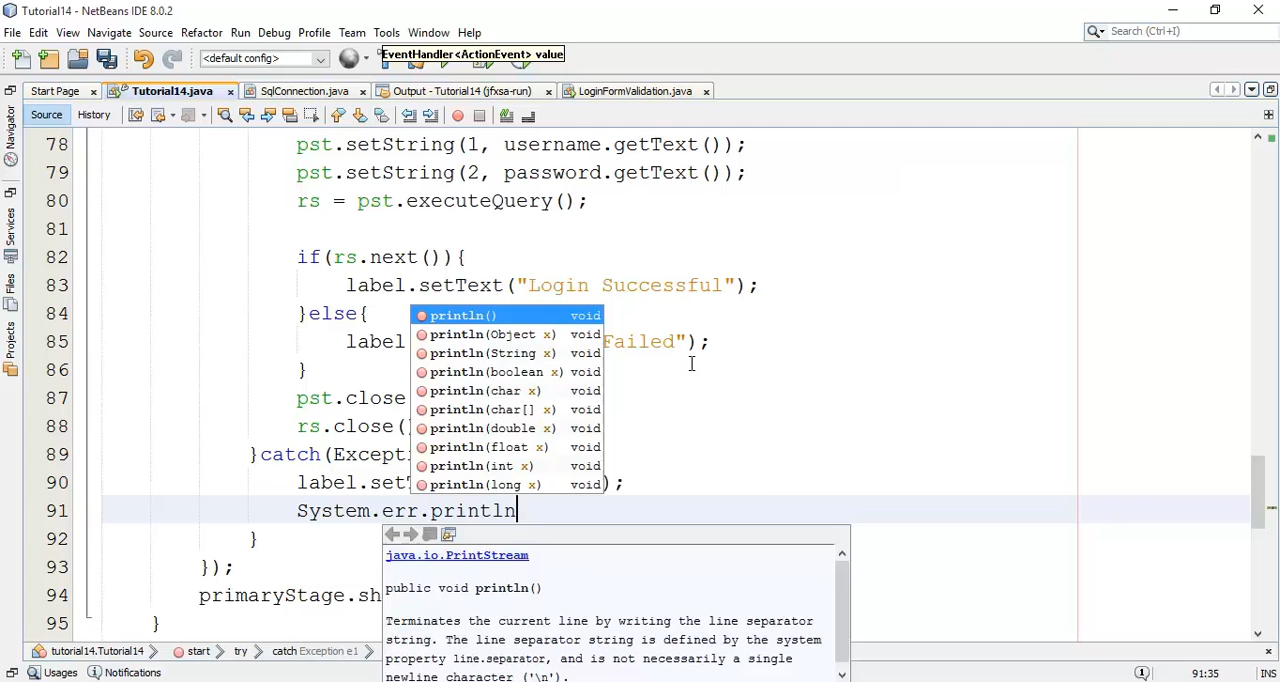 Tutorial14 - NetBeans IDE 8.0.2
File Edit View Navigate Source Refactor Run Debug Profile Team Tools Window Help
Search (Ctrl+I)
<default config>
EventHandler<ActionEvent> value
Start Page Tutorial14.java SqlConnection.java Output - Tutorial14 (jfxsa-run) LoginFormValidation.java
Source History
Navigator
Services
Files
Projects
78 pst.setString(1, username.getText());
79 pst.setString(2, password.getText());
80 rs = pst.executeQuery();
81
82 if(rs.next()){
83 label.setText("Login Successful");
84 }else{
println() void
println(Object x) void
85 label Failed");
println(String x) void
86 }
println(boolean x) void
println(char x) void
87 pst.close
println(char[] x) void
88 rs.close(
println(double x) void
println(float x) void
89 }catch(Excepti
println(int x) void
90 label.set );
println(long x) void
91 System.err.println
92 }
93 });
94 primaryStage.sh
95 }
java.io.PrintStream
public void println()
Terminates the current line by writing the line separator
string. The line separator string is defined by the system
property line.separator, and is not necessarily a single
newline character ('\n').
tutorial14.Tutorial14 start try catch Exception e1
Usages Notifications 1 91:35 INS